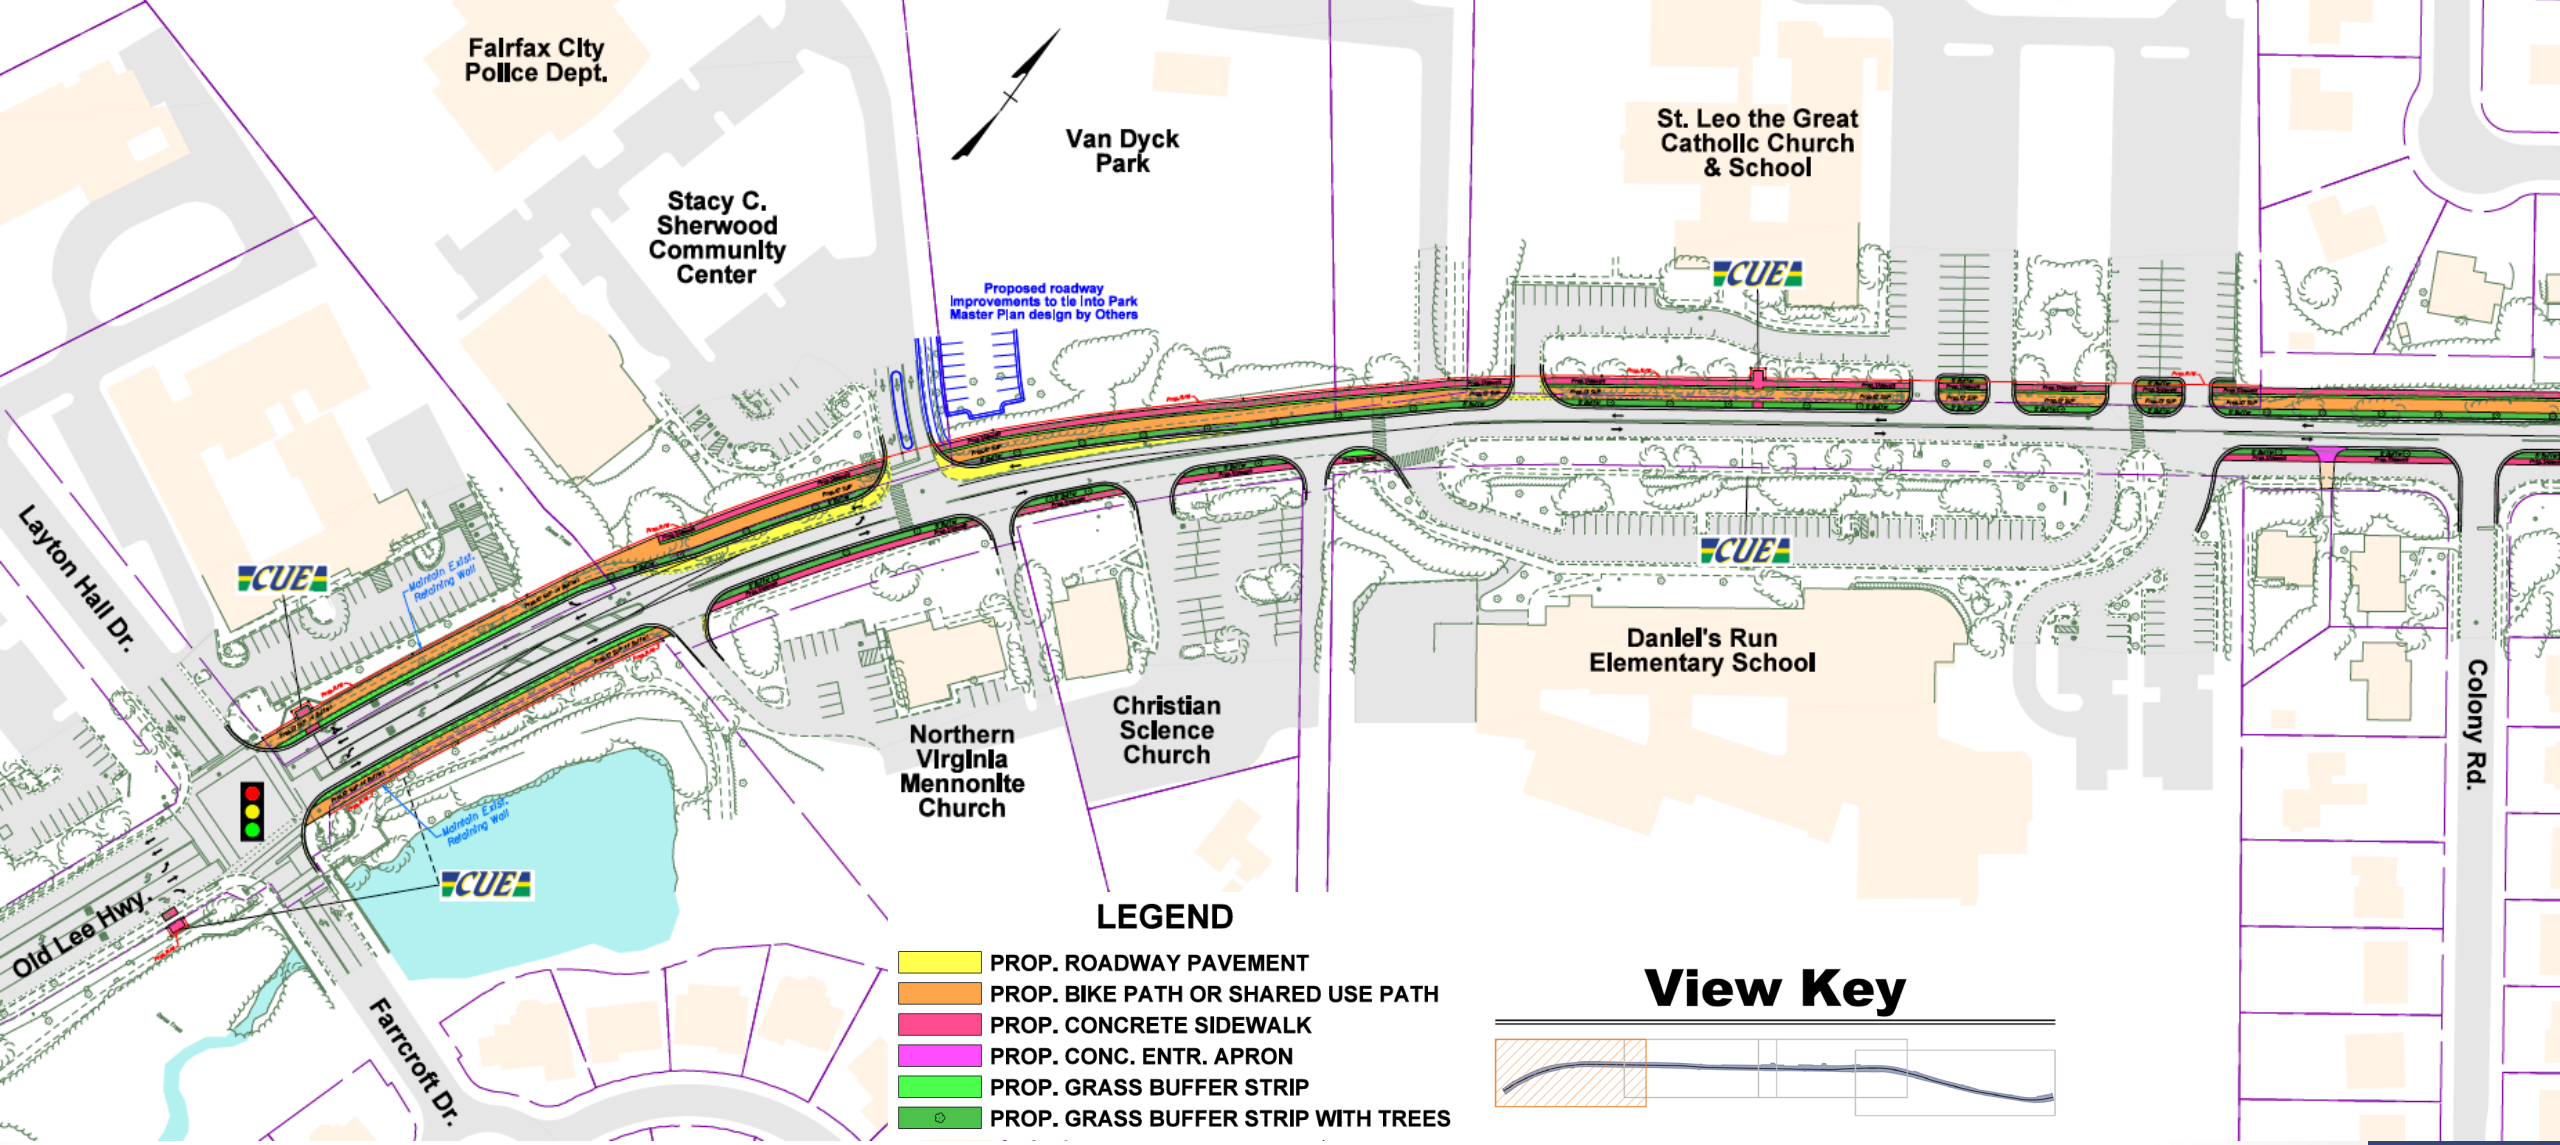 Fairfax City
Police Dept.
Van Dyck
Park
St. Leo the Great
Catholic Church
& School
Stacy C.
Sherwood
Community
Center
CUE
Proposed roadway
Improvements to tie into Park
Master Plan design by Others
Layton Hall Dr.
CUE
Maintain Exist.
Retaining Wall
CUE
Daniel's Run
Elementary School
Colony Rd.
Christian
Science
Church
Northern
Virginia
Mennonite
Church
Maintain Exist.
Retaining Wall
CUE
Old Lee Hwy.
Farrcroft Dr.
LEGEND
PROP. ROADWAY PAVEMENT
PROP. BIKE PATH OR SHARED USE PATH
PROP. CONCRETE SIDEWALK
PROP. CONC. ENTR. APRON
PROP. GRASS BUFFER STRIP
PROP. GRASS BUFFER STRIP WITH TREES
View Key